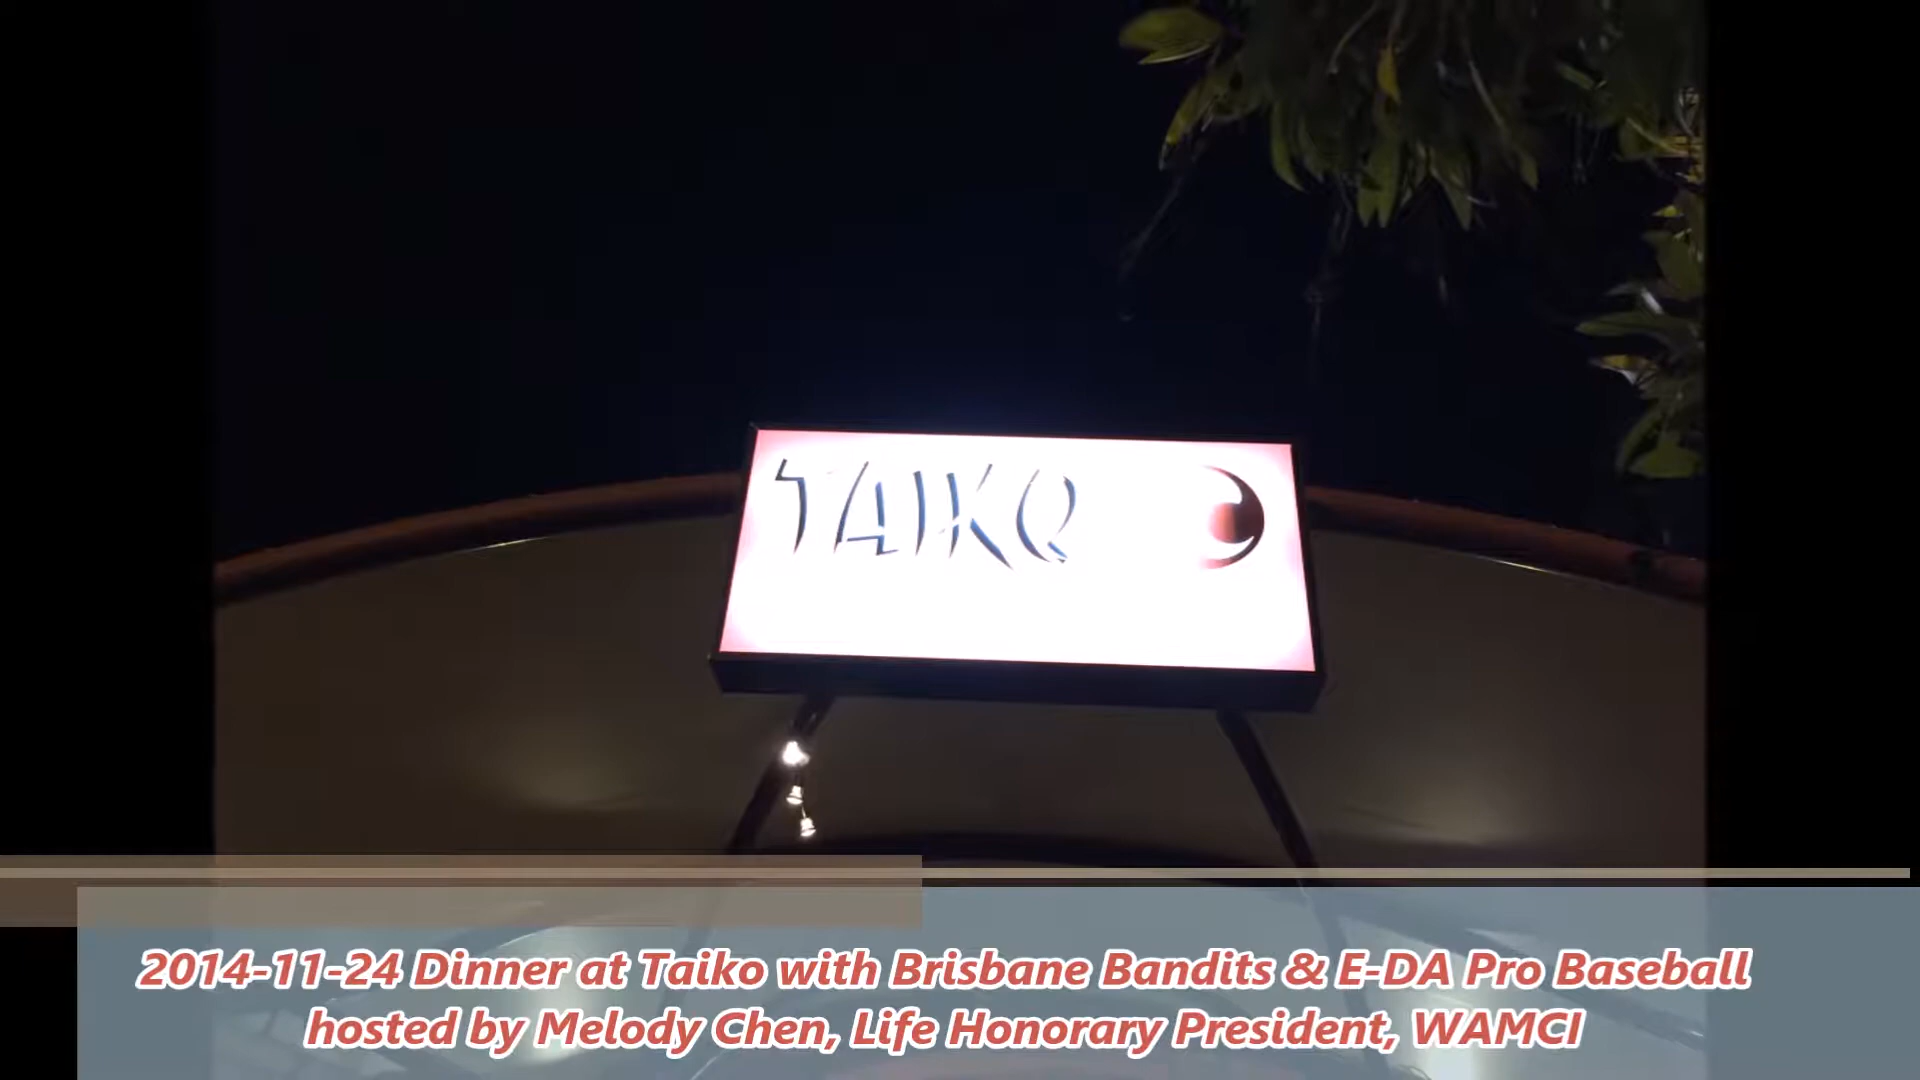 TAIKO
2014-11-24 Dinner at Taiko with Brisbane Bandits & E-DA Pro Baseball
hosted by Melody Chen, Life Honorary President, WAMCI